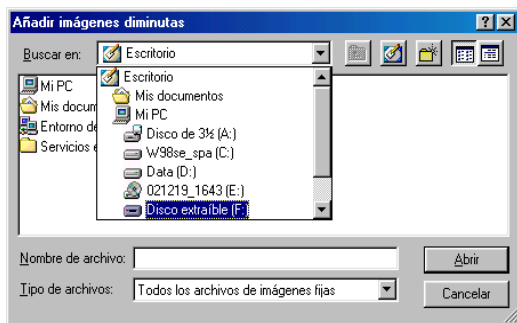 Añadir imágenes diminutas
Buscar en: Escritorio
Escritorio
Mis documentos
Mi PC
Disco de 3½ (A:)
W98se_spa (C:)
Data (D:)
021219_1643 (E:)
Disco extraíble (F:)
Mi PC
Mis docum
Entorno de
Servicios e
Nombre de archivo:
Abrir
Tipo de archivos: Todos los archivos de imágenes fijas
Cancelar